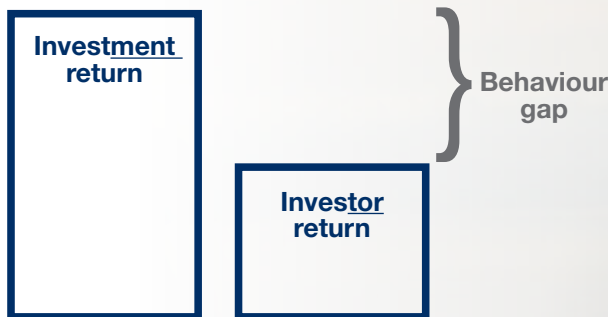 Investment
return
Behaviour
gap
Investor
return